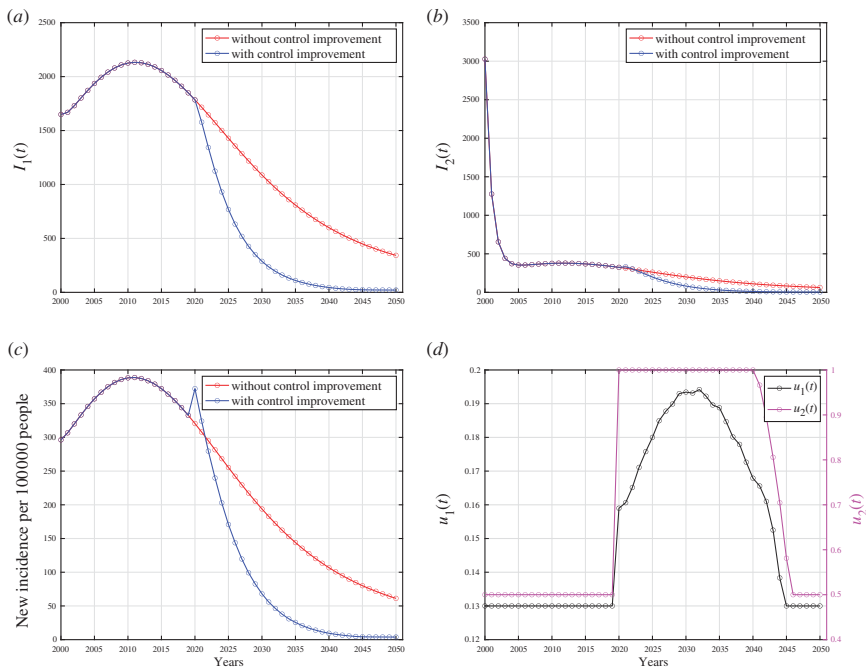 (a)
2500
2000
1500
1000
500
0
I1(t)
without control improvement
with control improvement
2000 2005 2010 2015 2020 2025 2030 2035 2040 2045 2050
(b)
3500
3000
2500
2000
1500
1000
500
0
I2(t)
without control improvement
with control improvement
2000 2005 2010 2015 2020 2025 2030 2035 2040 2045 2050
(c)
400
350
300
250
200
150
100
50
0
New incidence per 100000 people
without control improvement
with control improvement
2000 2005 2010 2015 2020 2025 2030 2035 2040 2045 2050
Years
(d)
0.2
0.19
0.18
0.17
0.16
0.15
0.14
0.13
0.12
u1(t)
u1(t)
u2(t)
1
0.9
0.8
0.7
0.6
0.5
0.4
u2(t)
2000 2005 2010 2015 2020 2025 2030 2035 2040 2045 2050
Years